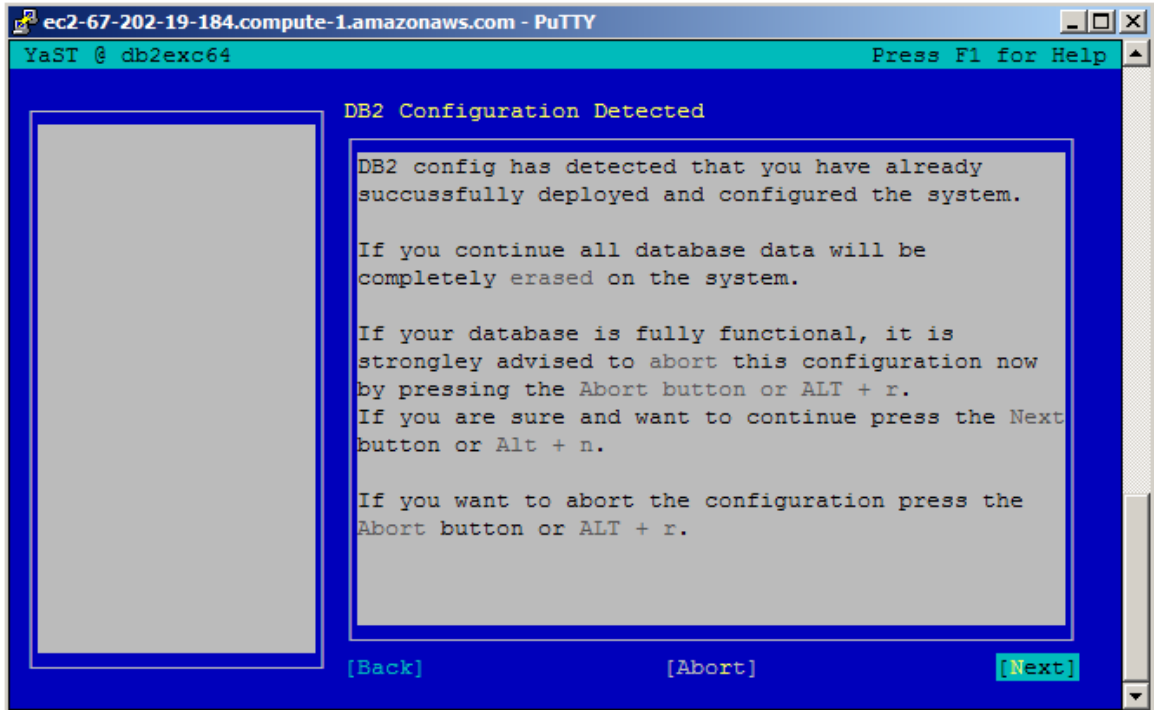 ec2-67-202-19-184.compute-1.amazonaws.com - PuTTY
YaST @ db2exc64 Press F1 for Help
DB2 Configuration Detected
DB2 config has detected that you have already
succussfully deployed and configured the system.
If you continue all database data will be
completely erased on the system.
If your database is fully functional, it is
strongley advised to abort this configuration now
by pressing the Abort button or ALT + r.
If you are sure and want to continue press the Next
button or Alt + n.
If you want to abort the configuration press the
Abort button or ALT + r.
[Back] [Abort] [Next]